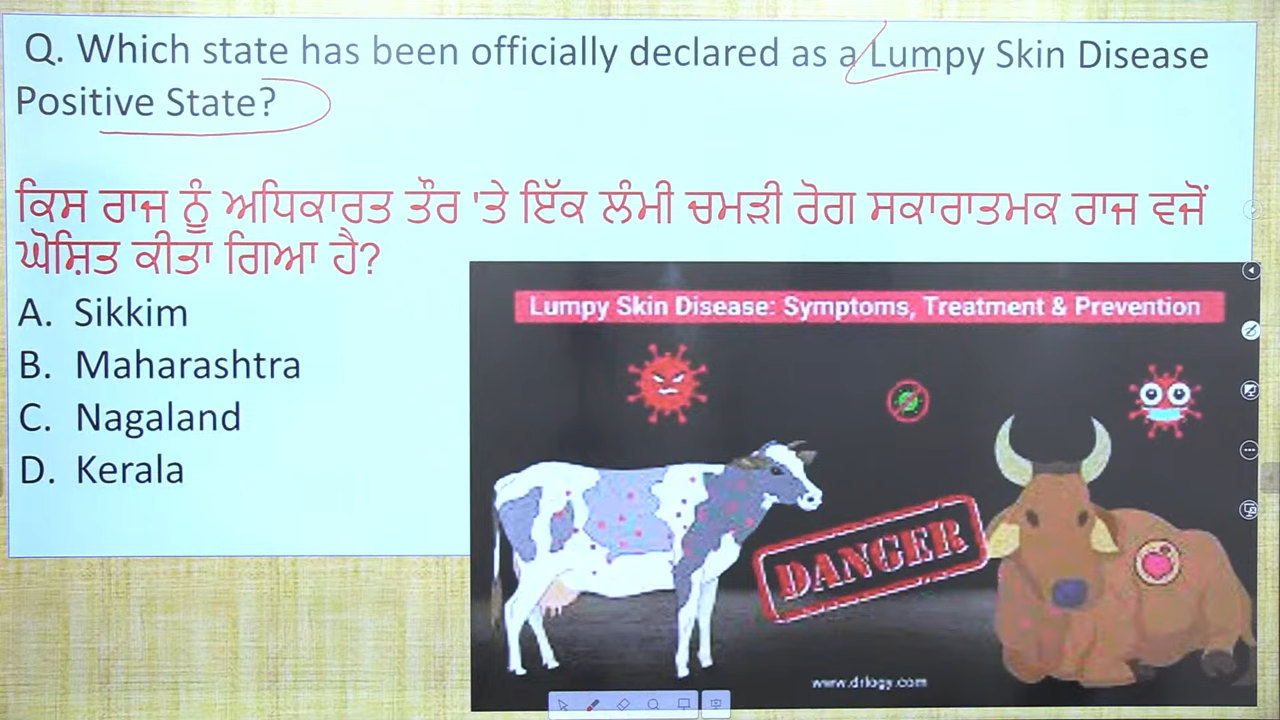 Q. Which state has been officially declared as a Lumpy Skin Disease
Positive State?
ਕਿਸ ਰਾਜ ਨੂੰ ਅਧਿਕਾਰਤ ਤੌਰ 'ਤੇ ਇੱਕ ਲੰਮੀ ਚਮੜੀ ਰੋਗ ਸਕਾਰਾਤਮਕ ਰਾਜ ਵਜੋਂ
ਘੋਸ਼ਿਤ ਕੀਤਾ ਗਿਆ ਹੈ?
A. Sikkim
B. Maharashtra
C. Nagaland
D. Kerala
Lumpy Skin Disease: Symptoms, Treatment & Prevention
DANGER
www.drlogy.com